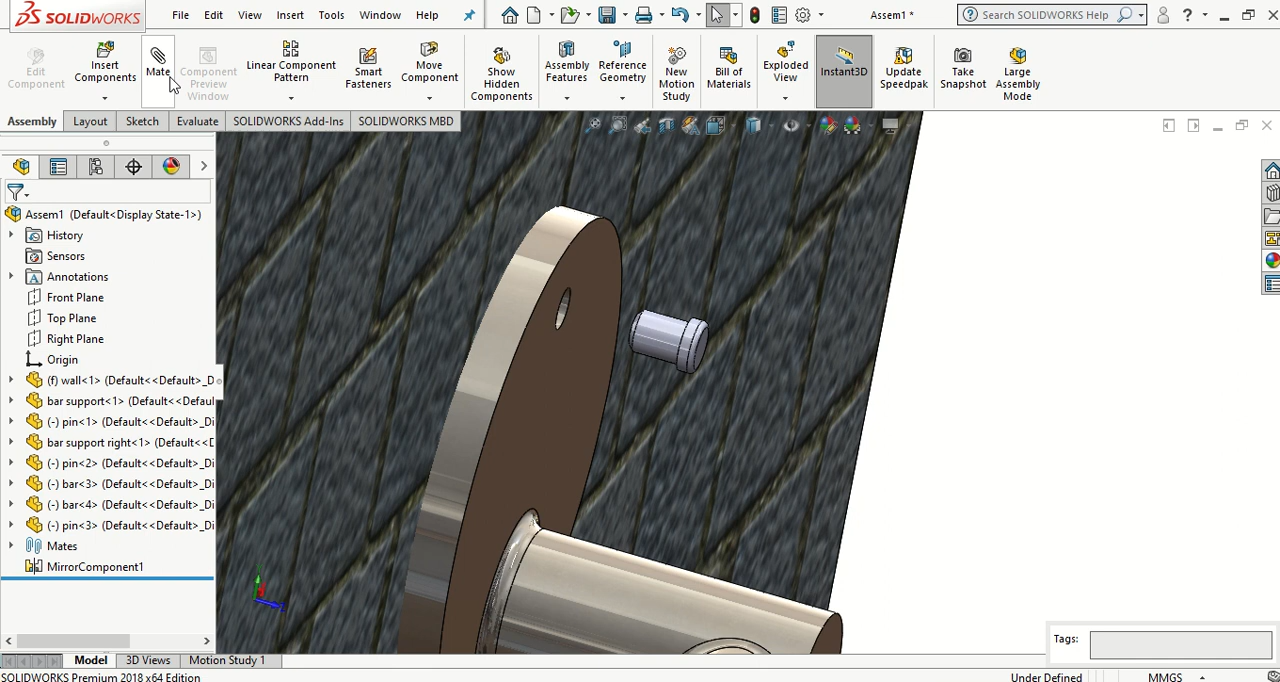 SOLIDWORKS
File Edit View Insert Tools Window Help
Assem1 *
Search SOLIDWORKS Help
?
Edit Component
Insert Components
Mate
Component Preview Window
Linear Component Pattern
Smart Fasteners
Move Component
Show Hidden Components
Assembly Features
Reference Geometry
New Motion Study
Bill of Materials
Exploded View
Instant3D
Update Speedpak
Take Snapshot
Large Assembly Mode
Assembly Layout Sketch Evaluate SOLIDWORKS Add-Ins SOLIDWORKS MBD
Assem1 (Default<Display State-1>)
History
Sensors
Annotations
Front Plane
Top Plane
Right Plane
Origin
(f) wall<1> (Default<<Default>_D
bar support<1> (Default<<Defaul
(-) pin<1> (Default<<Default>_Di
bar support right<1> (Default<<D
(-) pin<2> (Default<<Default>_Di
(-) bar<3> (Default<<Default>_Di
(-) bar<4> (Default<<Default>_Di
(-) pin<3> (Default<<Default>_Di
Mates
MirrorComponent1
Tags:
Model 3D Views Motion Study 1
SOLIDWORKS Premium 2018 x64 Edition
Under Defined
MMGS